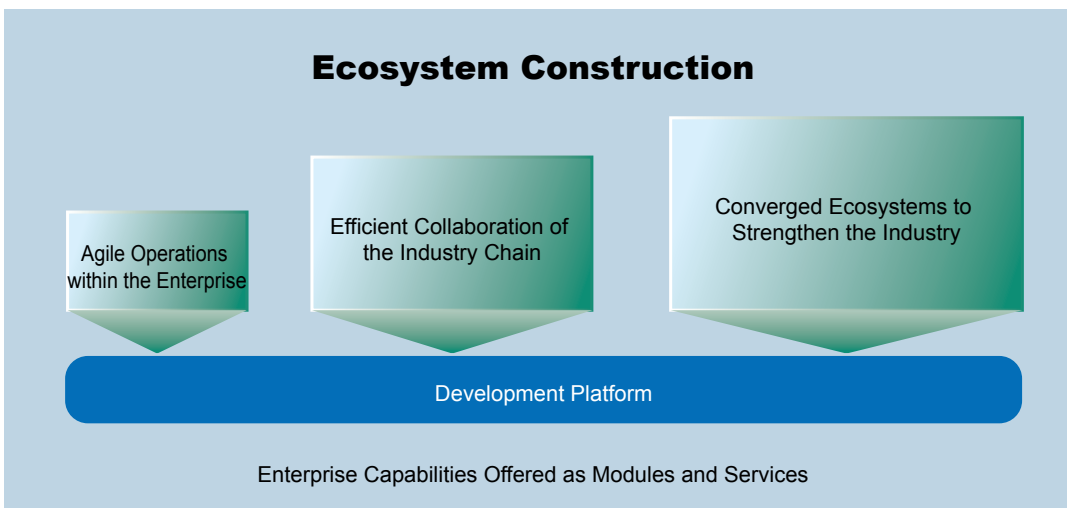 Ecosystem Construction
Agile Operations
within the Enterprise
Efficient Collaboration of
the Industry Chain
Converged Ecosystems to
Strengthen the Industry
Development Platform
Enterprise Capabilities Offered as Modules and Services